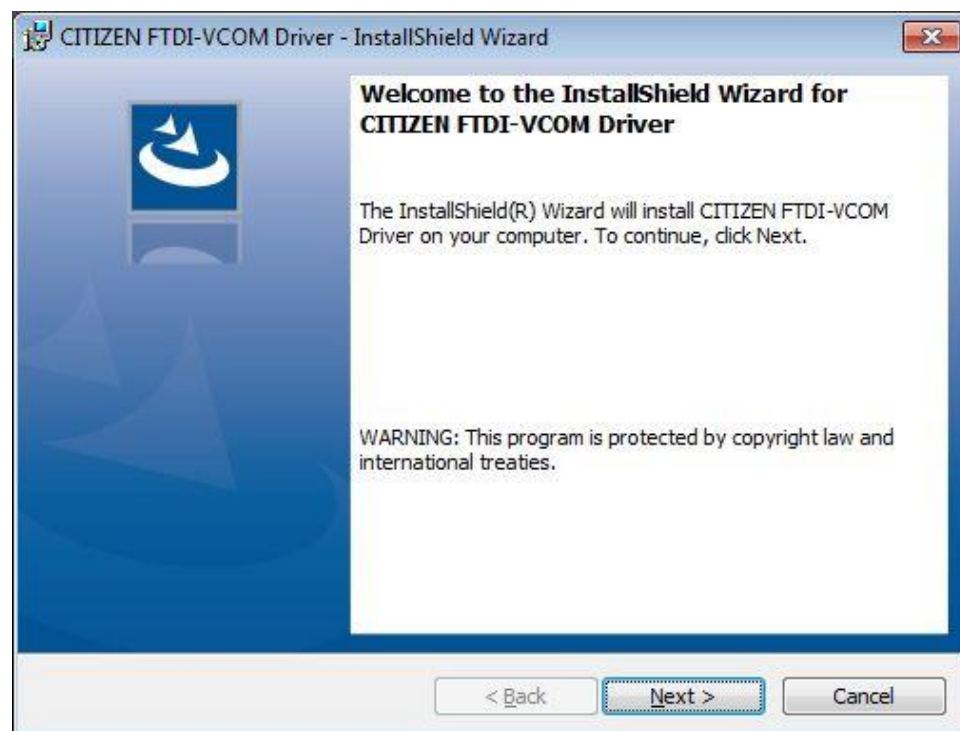 CITIZEN FTDI-VCOM Driver - InstallShield Wizard
Welcome to the InstallShield Wizard for
CITIZEN FTDI-VCOM Driver
The InstallShield(R) Wizard will install CITIZEN FTDI-VCOM
Driver on your computer. To continue, click Next.
WARNING: This program is protected by copyright law and
international treaties.
< Back
Next >
Cancel